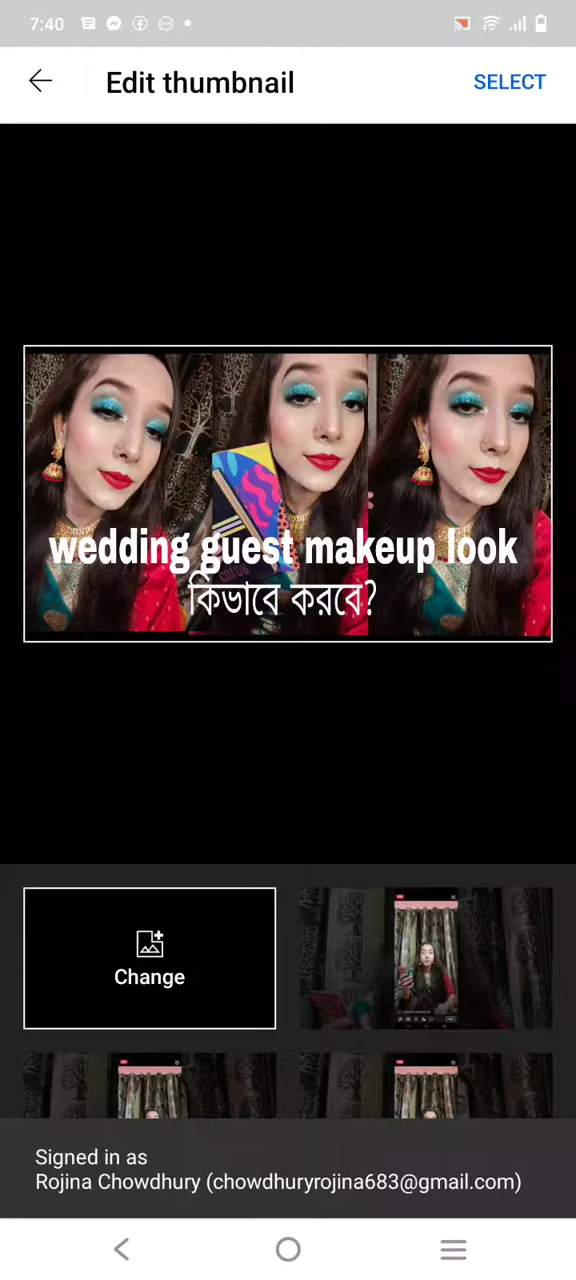 7:40
Edit thumbnail
SELECT
wedding guest makeup look
কিভাবে করবে?
Change
Signed in as
Rojina Chowdhury (chowdhuryrojina683@gmail.com)